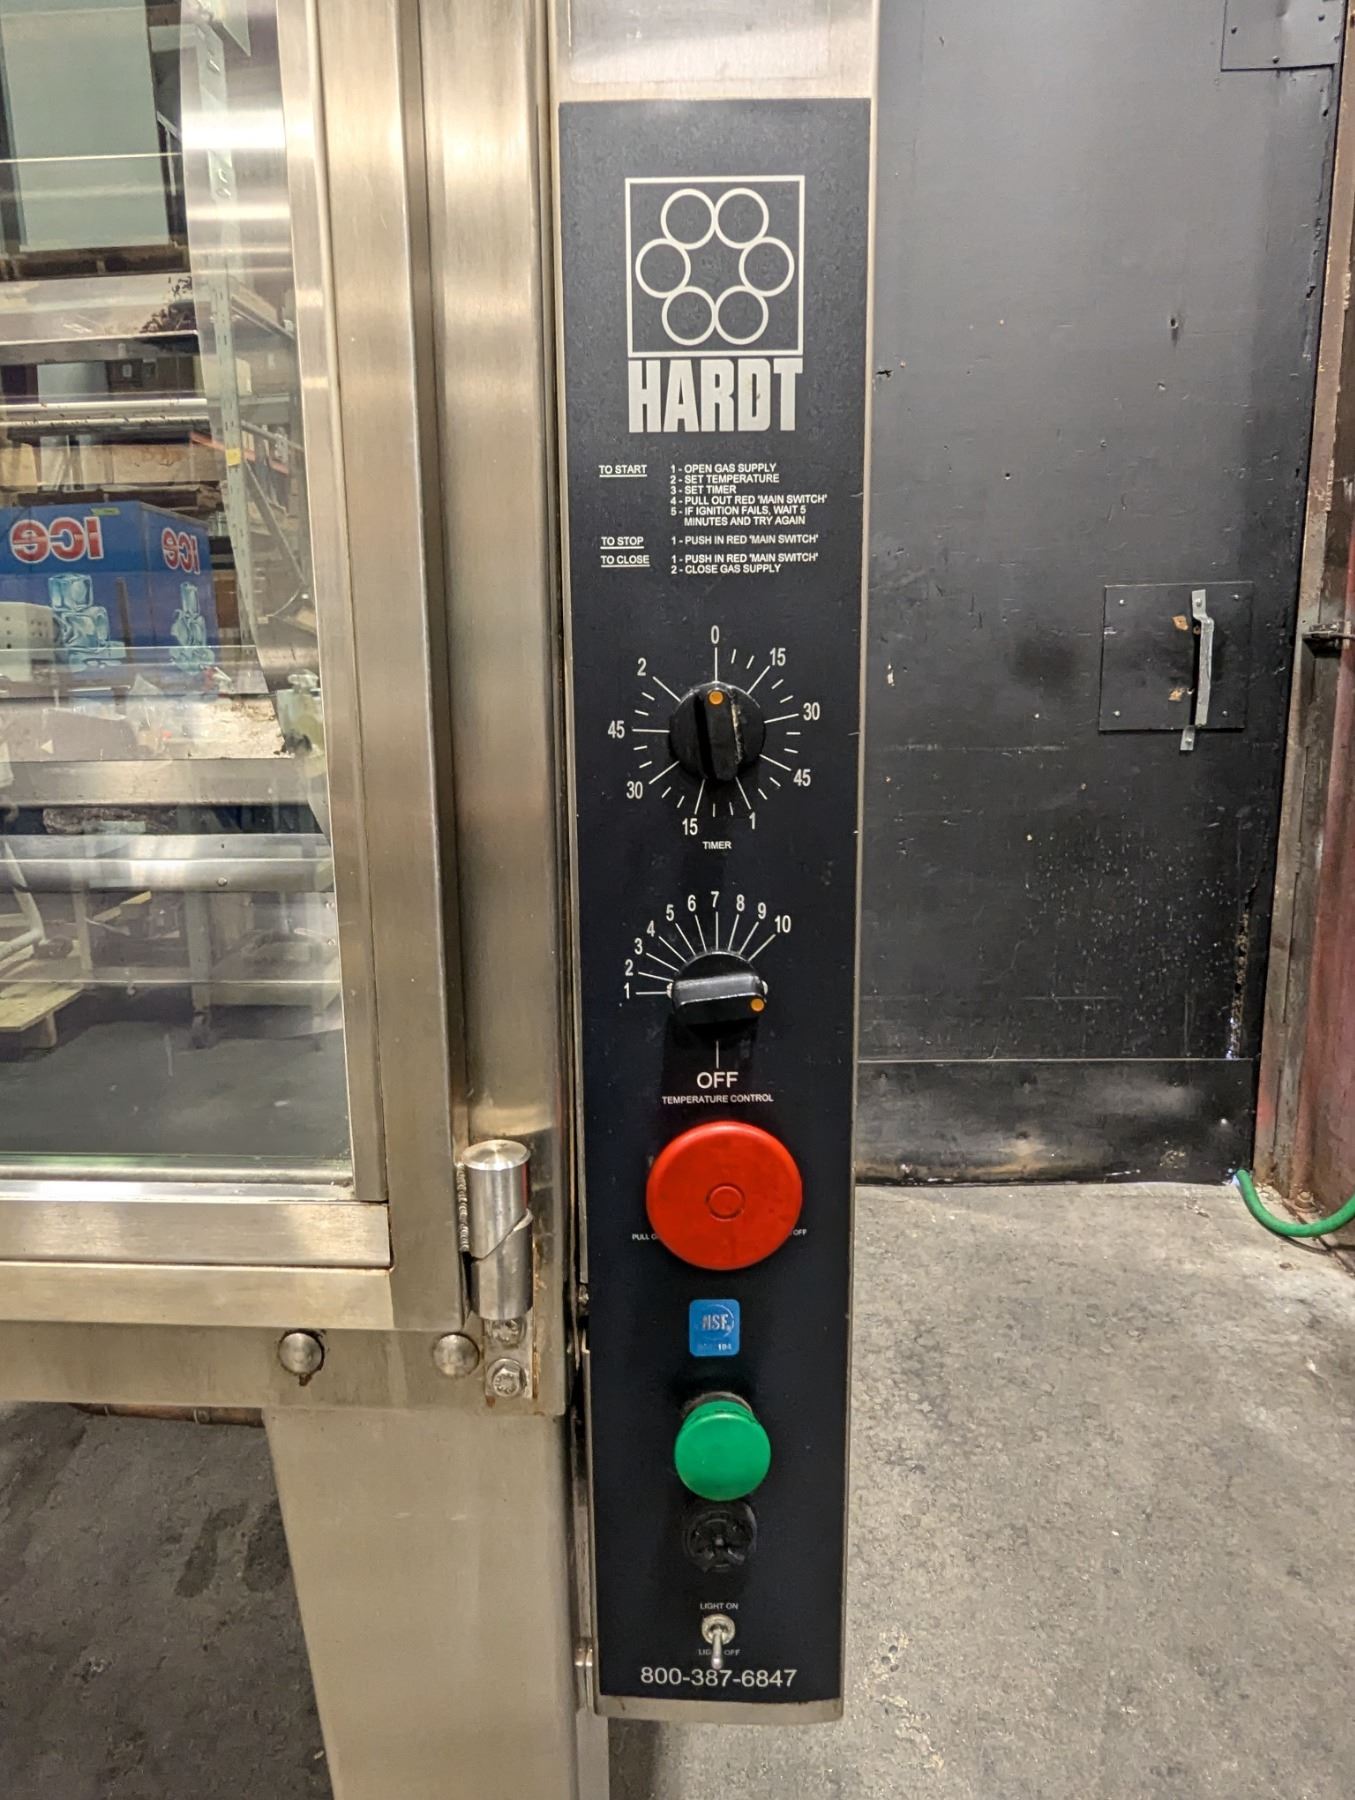 HARDT
TO START 1 - OPEN GAS SUPPLY
2 - SET TEMPERATURE
3 - SET TIMER
4 - PULL OUT RED 'MAIN SWITCH'
5 - IF IGNITION FAILS, WAIT 5
MINUTES AND TRY AGAIN
TO STOP 1 - PUSH IN RED 'MAIN SWITCH'
TO CLOSE 1 - PUSH IN RED 'MAIN SWITCH'
2 - CLOSE GAS SUPPLY
0
2 15
45 30
30 45
15 1
TIMER
1 2 3 4 5 6 7 8 9 10
OFF
TEMPERATURE CONTROL
PULL OFF
NSF
LIGHT ON
OFF
800-387-6847
ICE ICE